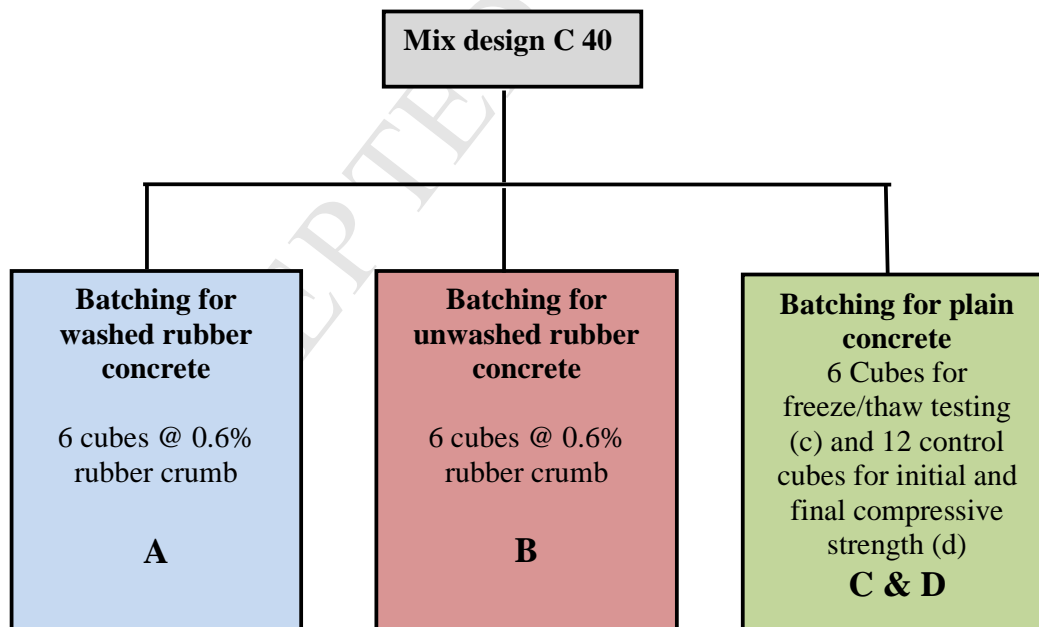 Mix design C 40
Batching for
washed rubber
concrete
6 cubes @ 0.6%
rubber crumb
A
Batching for
unwashed rubber
concrete
6 cubes @ 0.6%
rubber crumb
B
Batching for plain
concrete
6 Cubes for
freeze/thaw testing
(c) and 12 control
cubes for initial and
final compressive
strength (d)
C & D